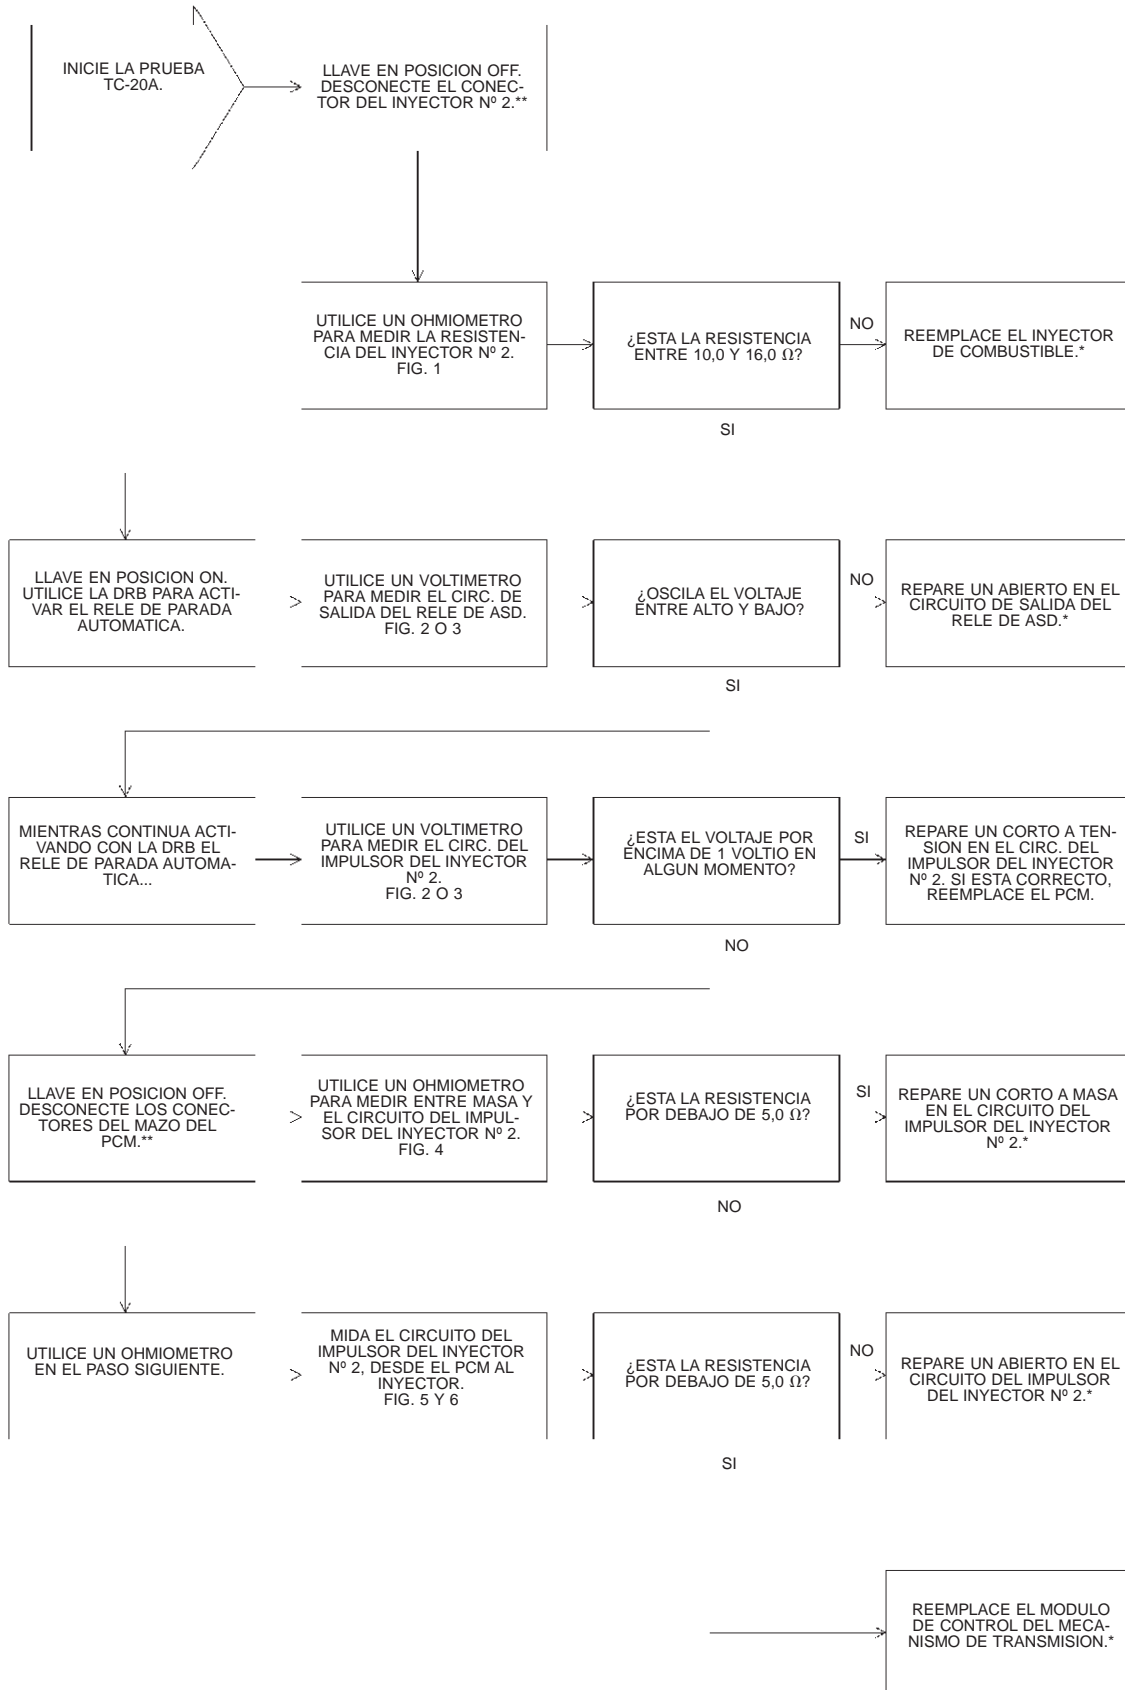 INICIE LA PRUEBA
TC-20A.
LLAVE EN POSICION OFF.
DESCONECTE EL CONEC-
TOR DEL INYECTOR Nº 2.**
UTILICE UN OHMIOMETRO
PARA MEDIR LA RESISTEN-
CIA DEL INYECTOR Nº 2.
FIG. 1
¿ESTA LA RESISTENCIA
ENTRE 10,0 Y 16,0 Ω?
NO
REEMPLACE EL INYECTOR
DE COMBUSTIBLE.*
SI
LLAVE EN POSICION ON.
UTILICE LA DRB PARA ACTI-
VAR EL RELE DE PARADA
AUTOMATICA.
UTILICE UN VOLTIMETRO
PARA MEDIR EL CIRC. DE
SALIDA DEL RELE DE ASD.
FIG. 2 O 3
¿OSCILA EL VOLTAJE
ENTRE ALTO Y BAJO?
NO
REPARE UN ABIERTO EN EL
CIRCUITO DE SALIDA DEL
RELE DE ASD.*
SI
MIENTRAS CONTINUA ACTI-
VANDO CON LA DRB EL
RELE DE PARADA AUTOMA-
TICA...
UTILICE UN VOLTIMETRO
PARA MEDIR EL CIRC. DEL
IMPULSOR DEL INYECTOR
Nº 2.
FIG. 2 O 3
¿ESTA EL VOLTAJE POR
ENCIMA DE 1 VOLTIO EN
ALGUN MOMENTO?
SI
REPARE UN CORTO A TEN-
SION EN EL CIRC. DEL
IMPULSOR DEL INYECTOR
Nº 2. SI ESTA CORRECTO,
REEMPLACE EL PCM.
NO
LLAVE EN POSICION OFF.
DESCONECTE LOS CONEC-
TORES DEL MAZO DEL
PCM.**
UTILICE UN OHMIOMETRO
PARA MEDIR ENTRE MASA Y
EL CIRCUITO DEL IMPUL-
SOR DEL INYECTOR Nº 2.
FIG. 4
¿ESTA LA RESISTENCIA
POR DEBAJO DE 5,0 Ω?
SI
REPARE UN CORTO A MASA
EN EL CIRCUITO DEL
IMPULSOR DEL INYECTOR
Nº 2.*
NO
UTILICE UN OHMIOMETRO
EN EL PASO SIGUIENTE.
MIDA EL CIRCUITO DEL
IMPULSOR DEL INYECTOR
Nº 2, DESDE EL PCM AL
INYECTOR.
FIG. 5 Y 6
¿ESTA LA RESISTENCIA
POR DEBAJO DE 5,0 Ω?
NO
REPARE UN ABIERTO EN EL
CIRCUITO DEL IMPULSOR
DEL INYECTOR Nº 2.*
SI
REEMPLACE EL MODULO
DE CONTROL DEL MECA-
NISMO DE TRANSMISION.*